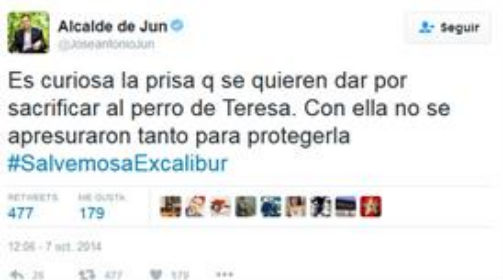 Alcalde de Jun
@JoseantonioJun
Seguir
Es curiosa la prisa q se quieren dar por
sacrificar al perro de Teresa. Con ella no se
apresuraron tanto para protegerla
#SalvemosaExcalibur
RETWEETS ME GUSTA
477 179
12:06 - 7 oct. 2014
26 477 179